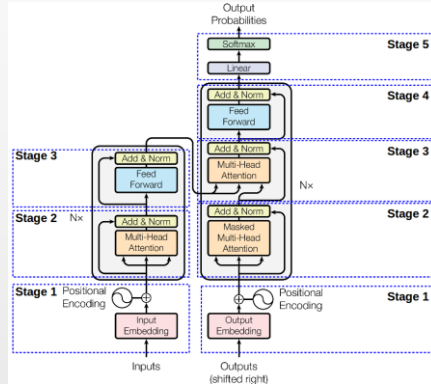 Output
Probabilities
Softmax
Stage 5
Linear
Add & Norm
Stage 4
Feed
Forward
Stage 3
Add & Norm
Add & Norm
Stage 3
Feed
Forward
Multi-Head
Attention
N×
Stage 2
N×
Add & Norm
Add & Norm
Stage 2
Multi-Head
Attention
Masked
Multi-Head
Attention
Stage 1
Positional
Encoding
Positional
Encoding
Stage 1
Input
Embedding
Output
Embedding
Inputs
Outputs
(shifted right)